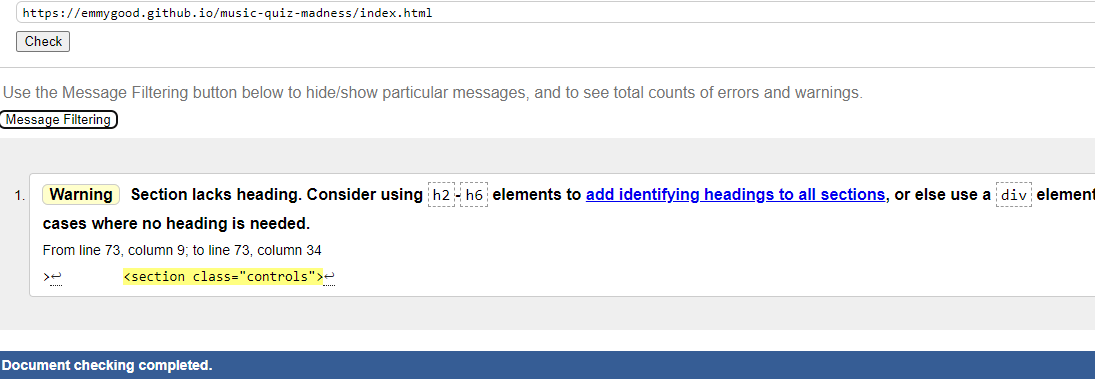 https://emmygood.github.io/music-quiz-madness/index.html
Check
Use the Message Filtering button below to hide/show particular messages, and to see total counts of errors and warnings.
Message Filtering
1. Warning Section lacks heading. Consider using h2-h6 elements to add identifying headings to all sections, or else use a div element
cases where no heading is needed.
From line 73, column 9; to line 73, column 34
>↩ <section class="controls">↩
Document checking completed.